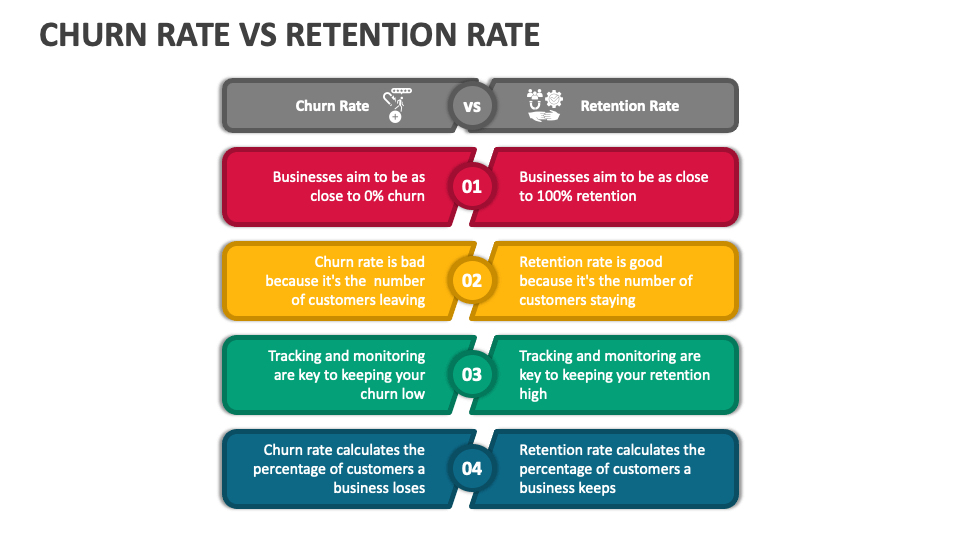 CHURN RATE VS RETENTION RATE
Churn Rate
VS
Retention Rate
Businesses aim to be as
close to 0% churn
01
Businesses aim to be as close
to 100% retention
Churn rate is bad
because it's the  number
of customers leaving
02
Retention rate is good
because it's the number of
customers staying
Tracking and monitoring
are key to keeping your
churn low
03
Tracking and monitoring are
key to keeping your retention
high
Churn rate calculates the
percentage of customers a
business loses
04
Retention rate calculates the
percentage of customers a
business keeps